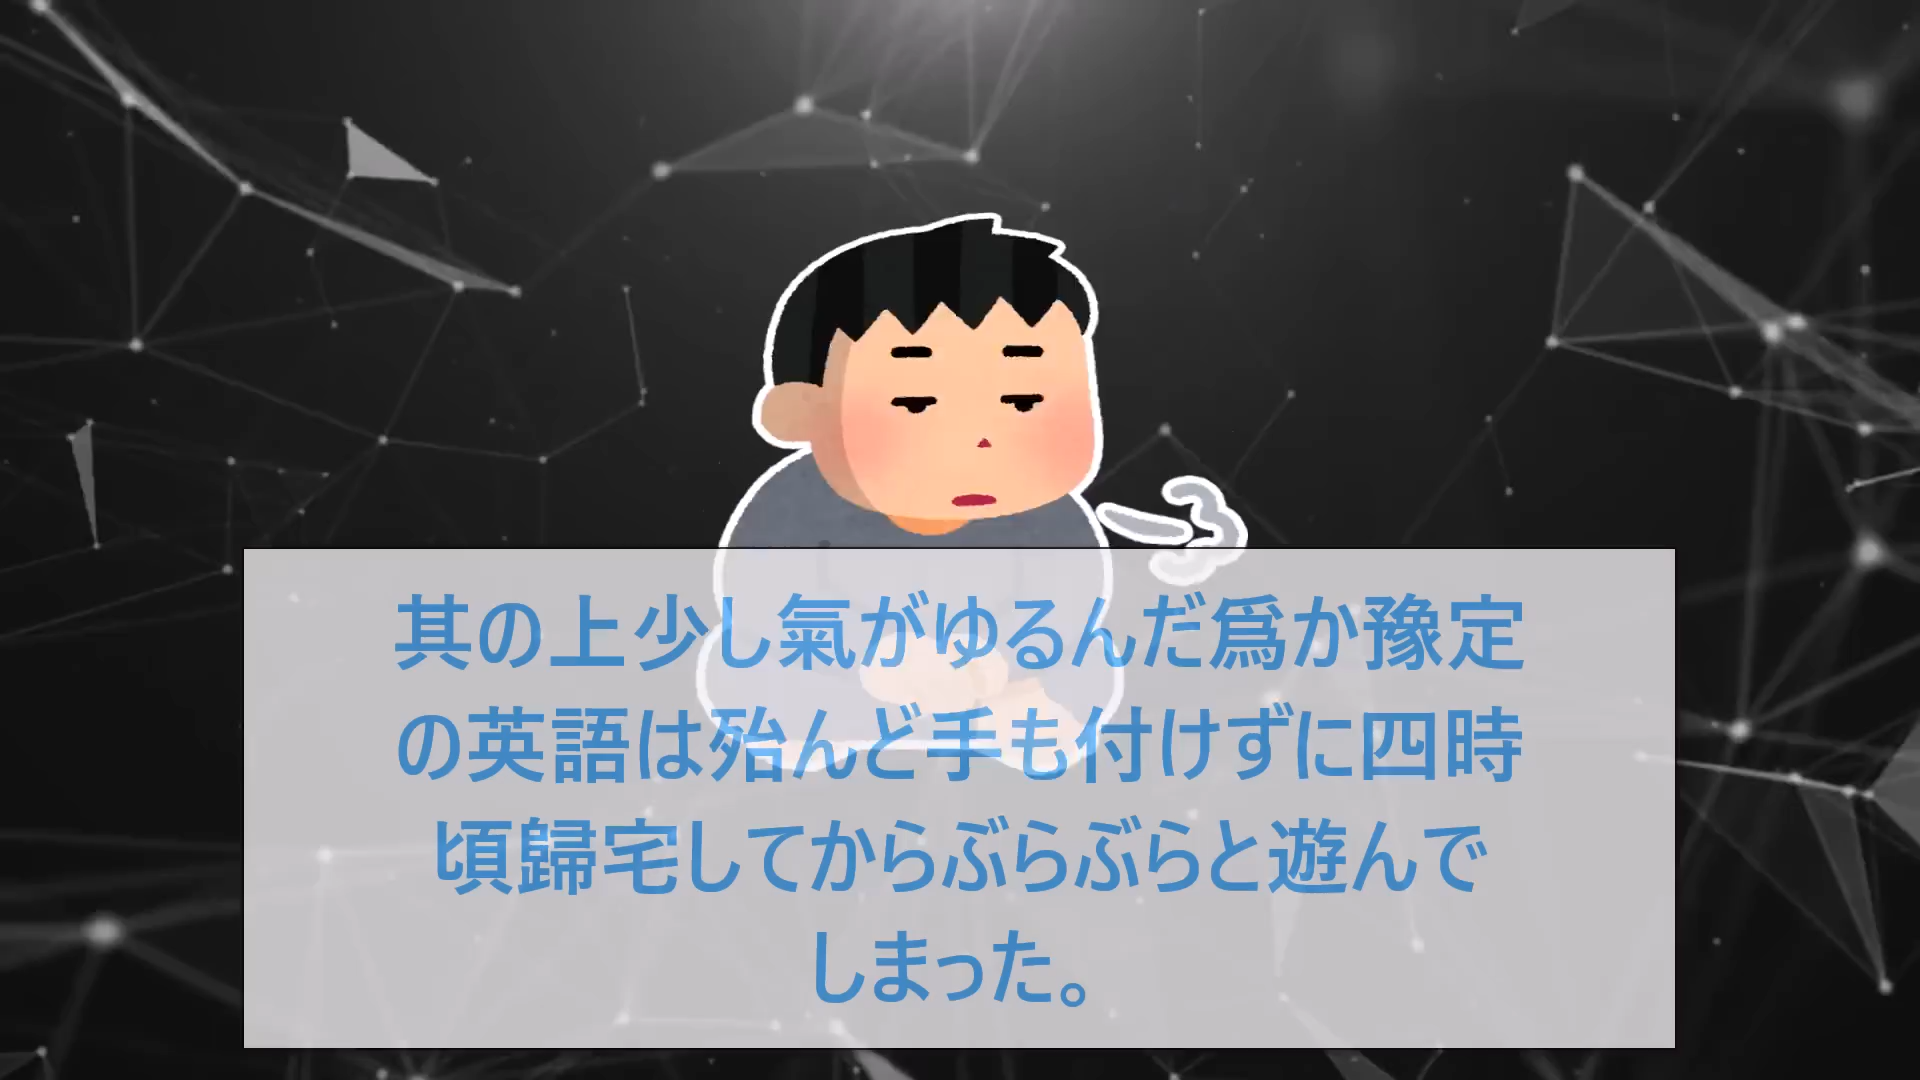 其の上少し氣がゆるんだ爲か豫定
の英語は殆んど手も付けずに四時
頃歸宅してからぶらぶらと遊んで
しまった。